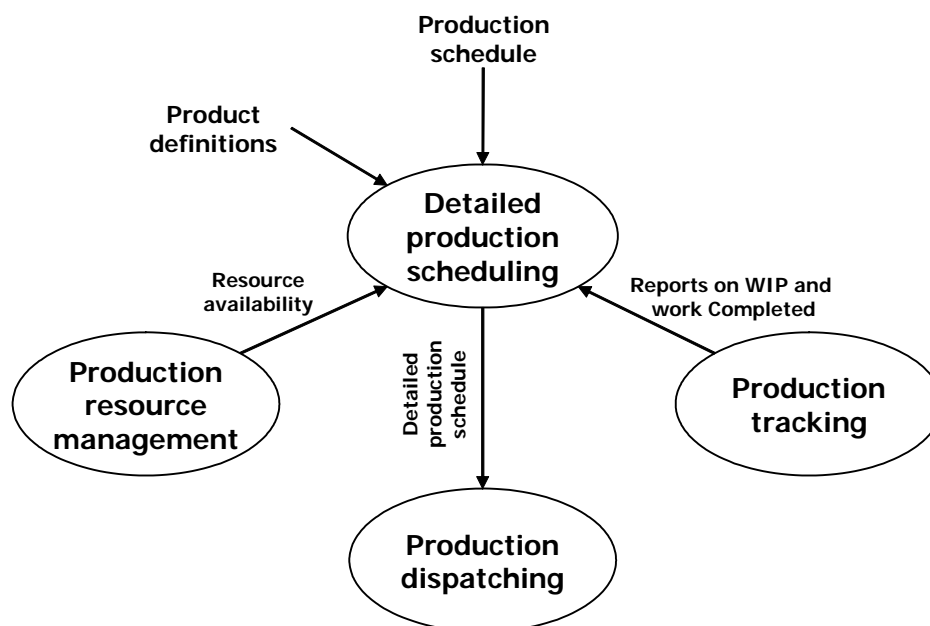 Production
schedule
Product
definitions
Detailed
production
scheduling
Resource
availability
Reports on WIP and
work Completed
Production
resource
management
Detailed
production
schedule
Production
tracking
Production
dispatching